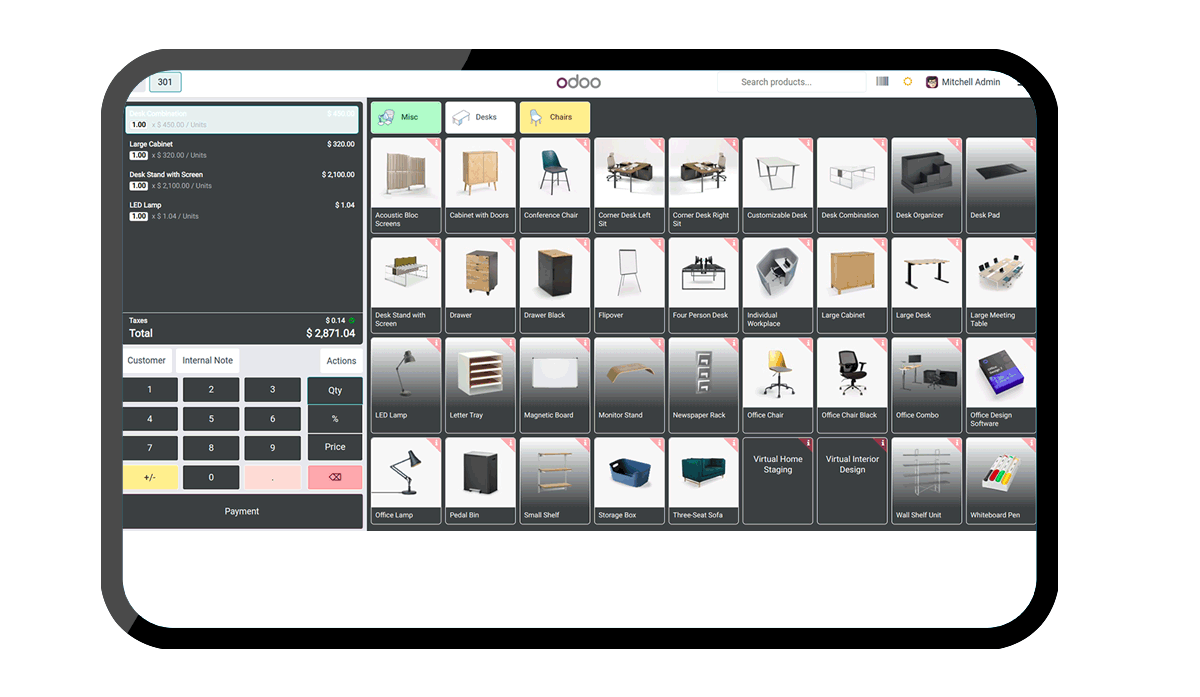 301
odoo
Search products...
Mitchell Admin
Desk Combination
$ 450.00
1.00 x $ 450.00 / Units
Large Cabinet
$ 320.00
1.00 x $ 320.00 / Units
Desk Stand with Screen
$ 2,100.00
1.00 x $ 2,100.00 / Units
LED Lamp
$ 1.04
1.00 x $ 1.04 / Units
Taxes
$ 0.14
Total
$ 2,871.04
Customer
Internal Note
Actions
1 2 3 Qty
4 5 6 %
7 8 9 Price
+/- 0 .
Payment
Misc
Desks
Chairs
Acoustic Bloc
Screens
Cabinet with Doors
Conference Chair
Corner Desk Left
Sit
Corner Desk Right
Sit
Customizable Desk
Desk Combination
Desk Organizer
Desk Pad
Desk Stand with
Screen
Drawer
Drawer Black
Flipover
Four Person Desk
Individual
Workplace
Large Cabinet
Large Desk
Large Meeting
Table
LED Lamp
Letter Tray
Magnetic Board
Monitor Stand
Newspaper Rack
Office Chair
Office Chair Black
Office Combo
Office Design
Software
Office Lamp
Pedal Bin
Small Shelf
Storage Box
Three-Seat Sofa
Virtual Home
Staging
Virtual Interior
Design
Wall Shelf Unit
Whiteboard Pen